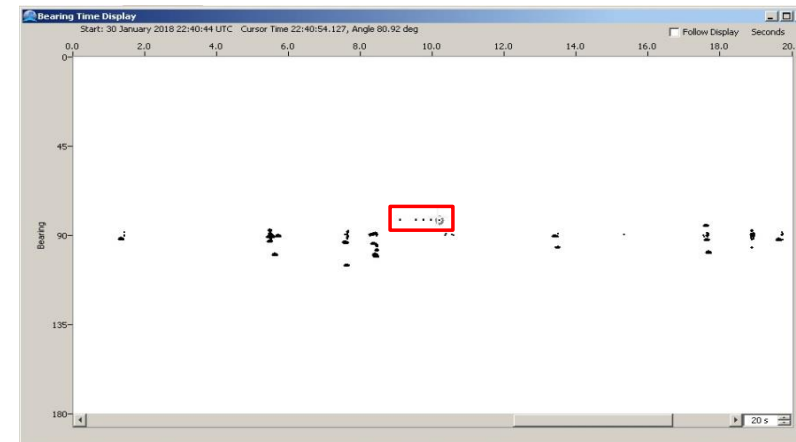 Bearing Time Display
Start: 30 January 2018 22:40:44 UTC Cursor Time 22:40:54.127, Angle 80.92 deg
Follow Display Seconds
0.0 2.0 4.0 6.0 8.0 10.0 12.0 14.0 16.0 18.0 20.
0
45
Bearing
90
135
180
20 s